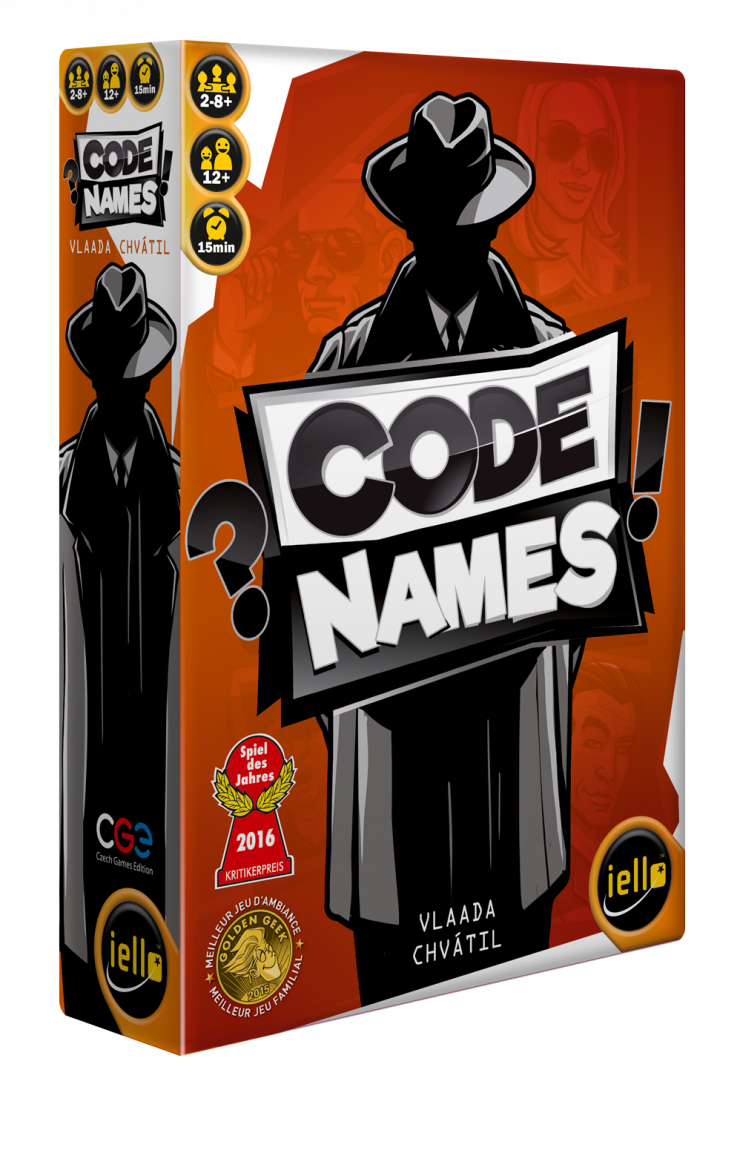 2-8+
12+
15min
CODE
NAMES
?
!
VLAADA CHVÁTIL
CGE
Czech Games Edition
iello
2-8+
12+
15min
CODE
NAMES
?
!
Spiel
des
Jahres
2016
KRITIKERPREIS
MEILLEUR JEU D'AMBIANCE
GOLDEN GEEK
2015
MEILLEUR JEU FAMILIAL
VLAADA
CHVÁTIL
iello